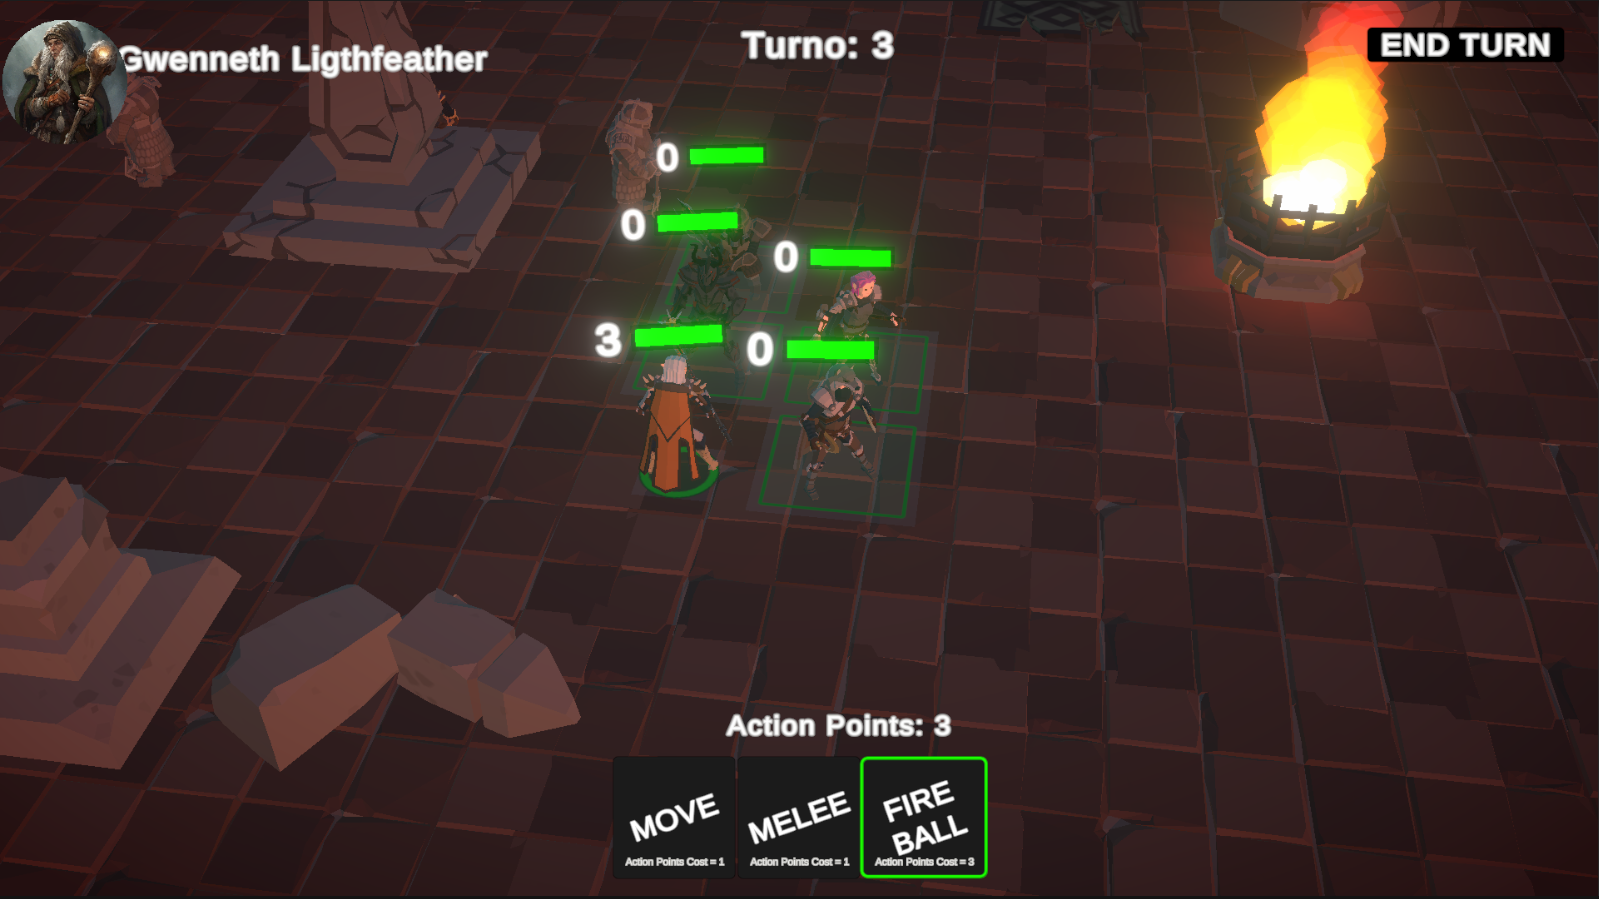 Gwenneth Ligthfeather
Turno: 3
END TURN
0
0
0
3
0
Action Points: 3
MOVE
Action Points Cost = 1
MELEE
Action Points Cost = 1
FIRE
BALL
Action Points Cost = 3